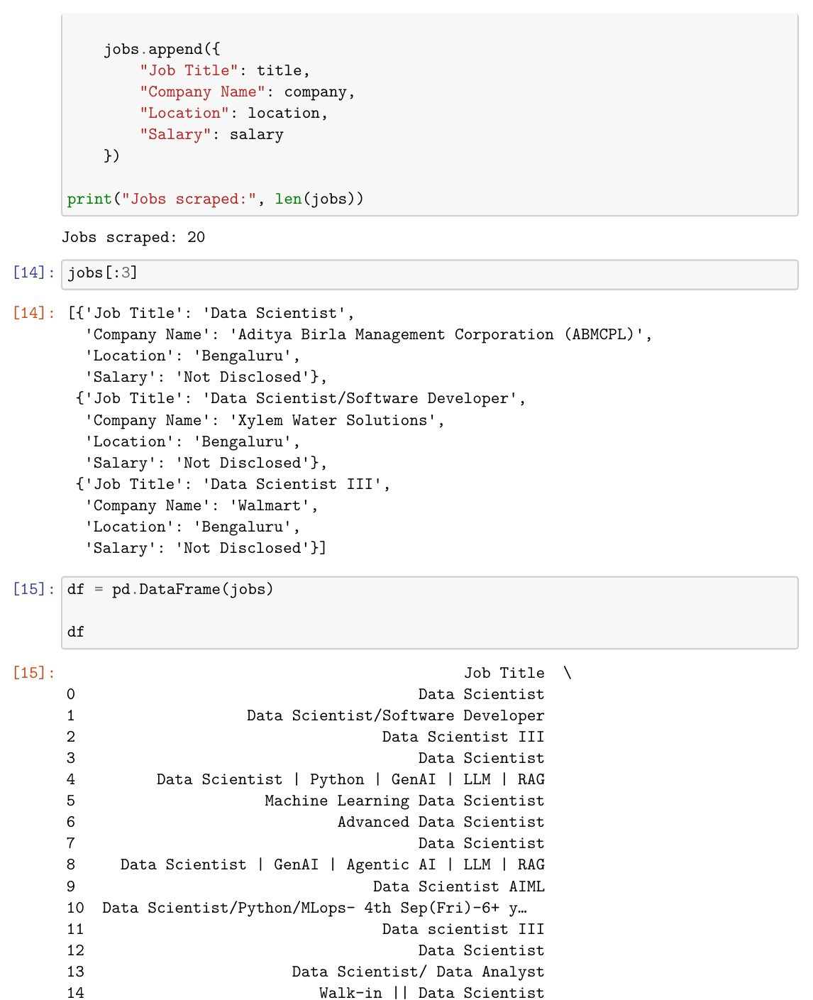 jobs.append({
"Job Title": title,
"Company Name": company,
"Location": location,
"Salary": salary
})
print("Jobs scraped:", len(jobs))
Jobs scraped: 20
[14]: jobs[:3]
[14]: [{'Job Title': 'Data Scientist',
'Company Name': 'Aditya Birla Management Corporation (ABMCPL)',
'Location': 'Bengaluru',
'Salary': 'Not Disclosed'},
{'Job Title': 'Data Scientist/Software Developer',
'Company Name': 'Xylem Water Solutions',
'Location': 'Bengaluru',
'Salary': 'Not Disclosed'},
{'Job Title': 'Data Scientist III',
'Company Name': 'Walmart',
'Location': 'Bengaluru',
'Salary': 'Not Disclosed'}]
[15]: df = pd.DataFrame(jobs)
df
[15]: Job Title \
0 Data Scientist
1 Data Scientist/Software Developer
2 Data Scientist III
3 Data Scientist
4 Data Scientist | Python | GenAI | LLM | RAG
5 Machine Learning Data Scientist
6 Advanced Data Scientist
7 Data Scientist
8 Data Scientist | GenAI | Agentic AI | LLM | RAG
9 Data Scientist AIML
10 Data Scientist/Python/MLops- 4th Sep(Fri)-6+ y…
11 Data scientist III
12 Data Scientist
13 Data Scientist/ Data Analyst
14 Walk-in || Data Scientist